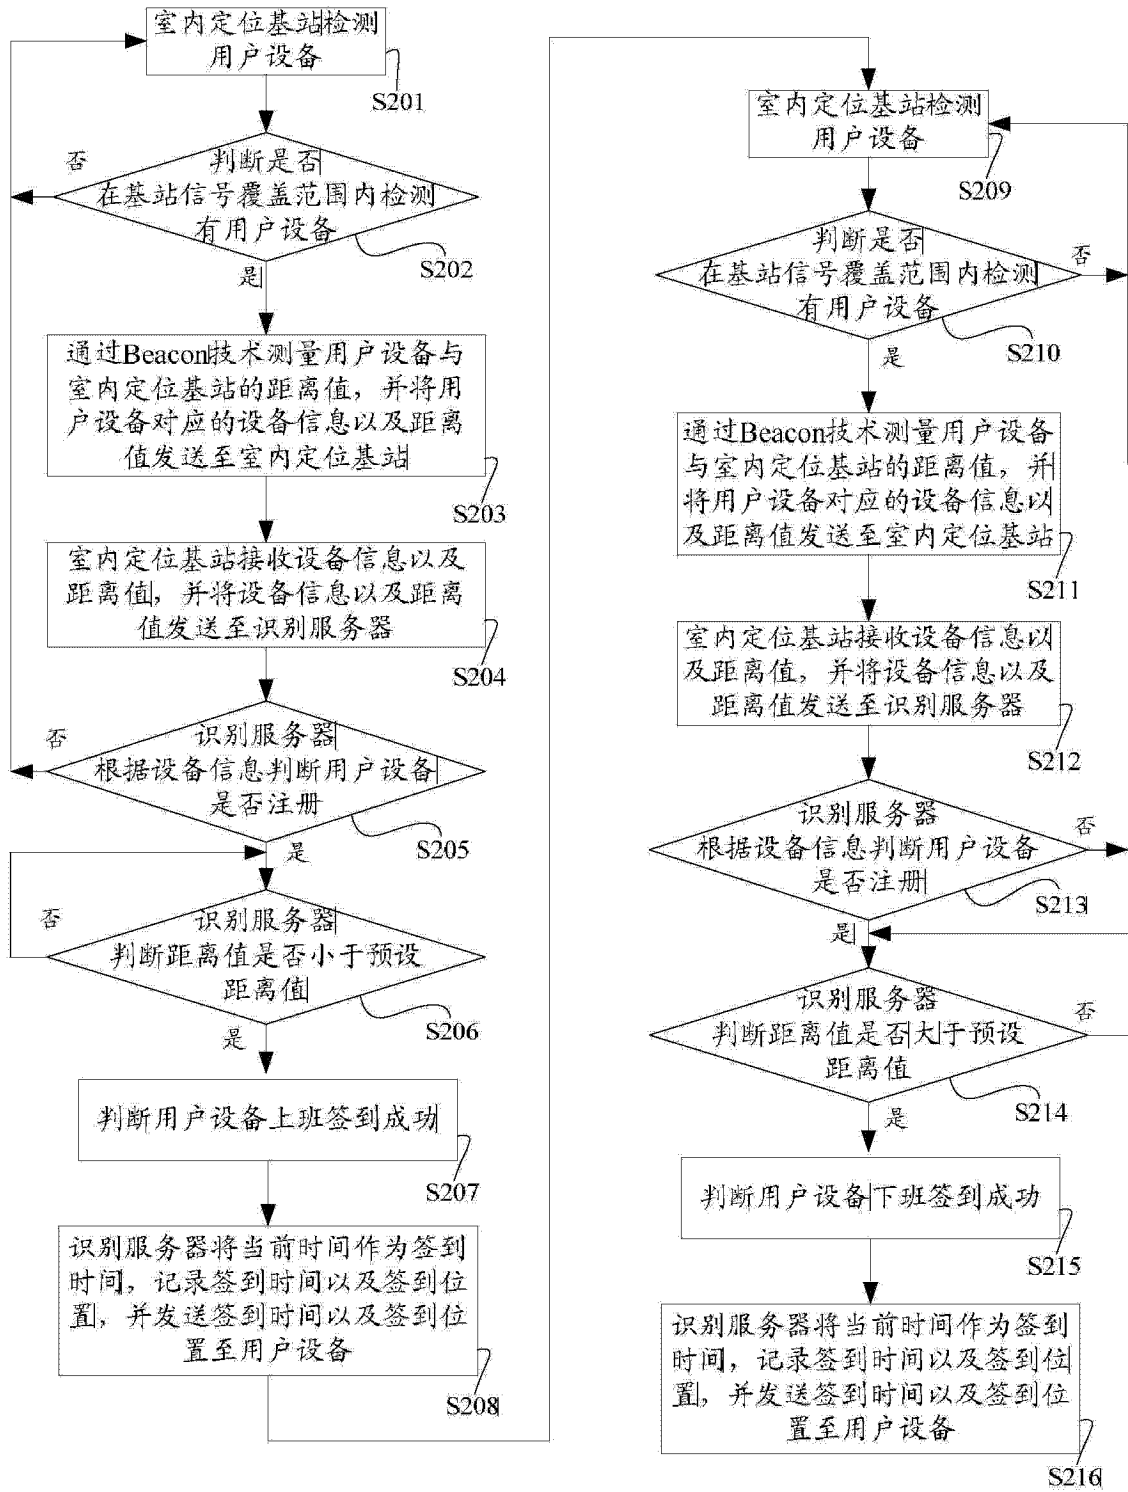 室内定位基站检测
用户设备
S201
否
判断是否
在基站信号覆盖范围内检测
有用户设备
S202
是
通过Beacon技术测量用户设备与
室内定位基站的距离值，并将用
户设备对应的设备信息以及距离
值发送至室内定位基站
S203
室内定位基站接收设备信息以及
距离值，并将设备信息以及距离
值发送至识别服务器
S204
否
识别服务器
根据设备信息判断用户设备
是否注册
S205
是
否
识别服务器
判断距离值是否小于预设
距离值
S206
是
判断用户设备上班签到成功
S207
识别服务器将当前时间作为签到
时间，记录签到时间以及签到位
置，并发送签到时间以及签到位
置至用户设备
S208
室内定位基站检测
用户设备
S209
判断是否
在基站信号覆盖范围内检测
有用户设备
否
S210
是
通过Beacon技术测量用户设备
与室内定位基站的距离值，并
将用户设备对应的设备信息以
及距离值发送至室内定位基站
S211
室内定位基站接收设备信息以
及距离值，并将设备信息以及
距离值发送至识别服务器
S212
识别服务器
根据设备信息判断用户设备
是否注册
否
S213
是
识别服务器
判断距离值是否大于预设
距离值
否
S214
是
判断用户设备下班签到成功
S215
识别服务器将当前时间作为签到
时间，记录签到时间以及签到位
置，并发送签到时间以及签到位
置至用户设备
S216